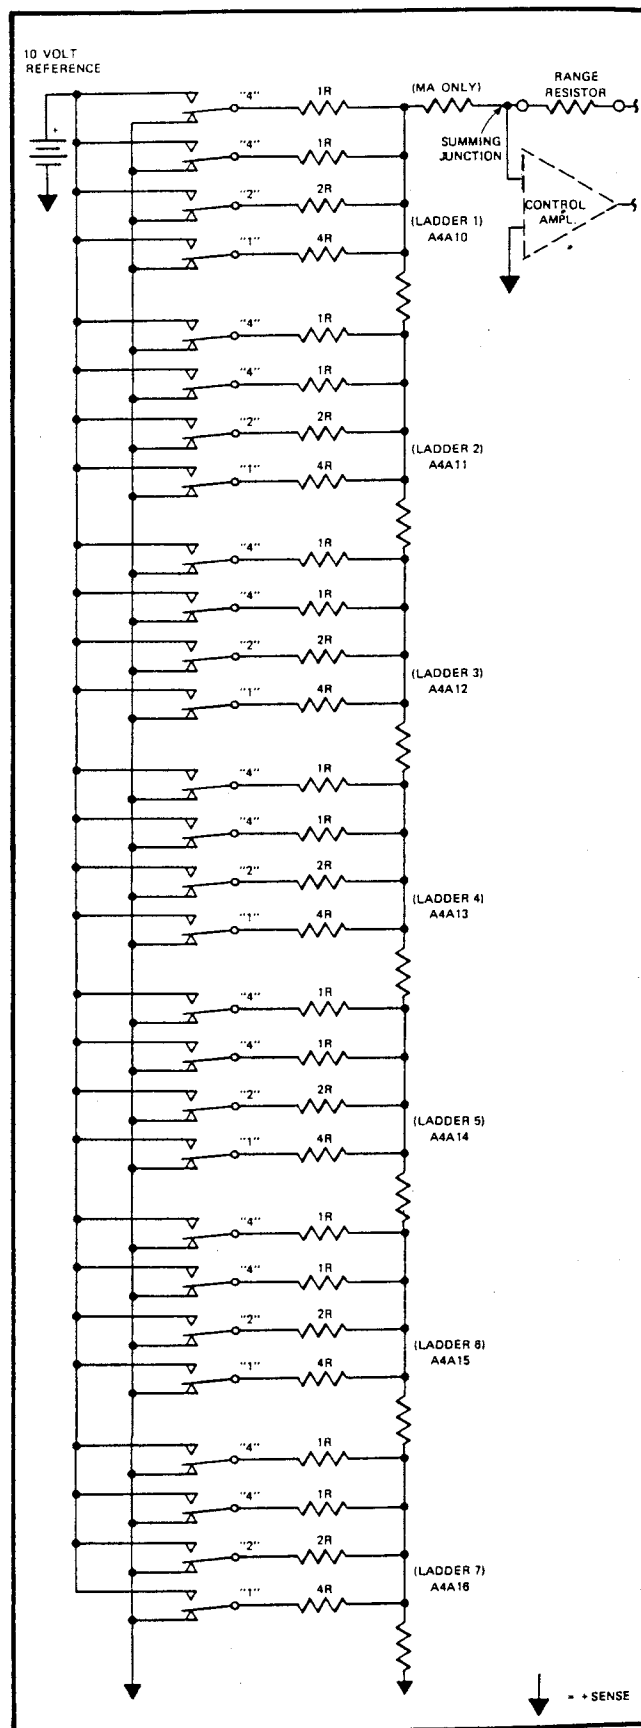 10 VOLT
REFERENCE
"4" 1R (MA ONLY) RANGE
RESISTOR
SUMMING
JUNCTION
"4" 1R
"2" 2R (LADDER 1)
A4A10
CONTROL
AMPL.
"1" 4R
"4" 1R
"4" 1R
"2" 2R (LADDER 2)
A4A11
"1" 4R
"4" 1R
"4" 1R
"2" 2R (LADDER 3)
A4A12
"1" 4R
"4" 1R
"4" 1R
"2" 2R (LADDER 4)
A4A13
"1" 4R
"4" 1R
"4" 1R
"2" 2R (LADDER 5)
A4A14
"1" 4R
"4" 1R
"4" 1R
"2" 2R (LADDER 6)
A4A15
"1" 4R
"4" 1R
"4" 1R
"2" 2R (LADDER 7)
A4A16
"1" 4R
= + SENSE